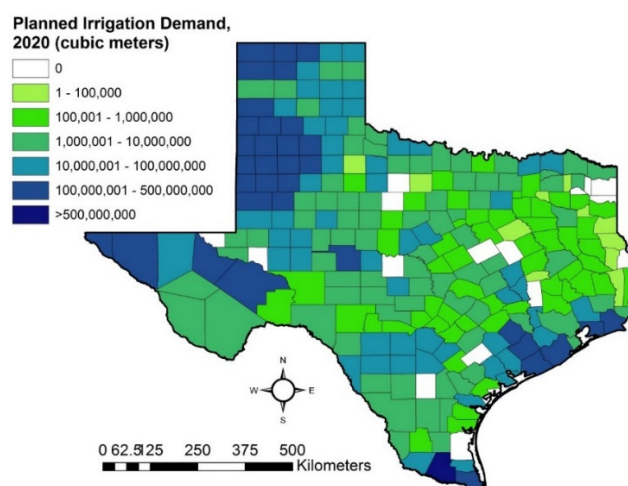 Planned Irrigation Demand,
2020 (cubic meters)
0
1 - 100,000
100,001 - 1,000,000
1,000,001 - 10,000,000
10,000,001 - 100,000,000
100,000,001 - 500,000,000
>500,000,000
N
W E
S
0 62.5125 250 375 500
Kilometers